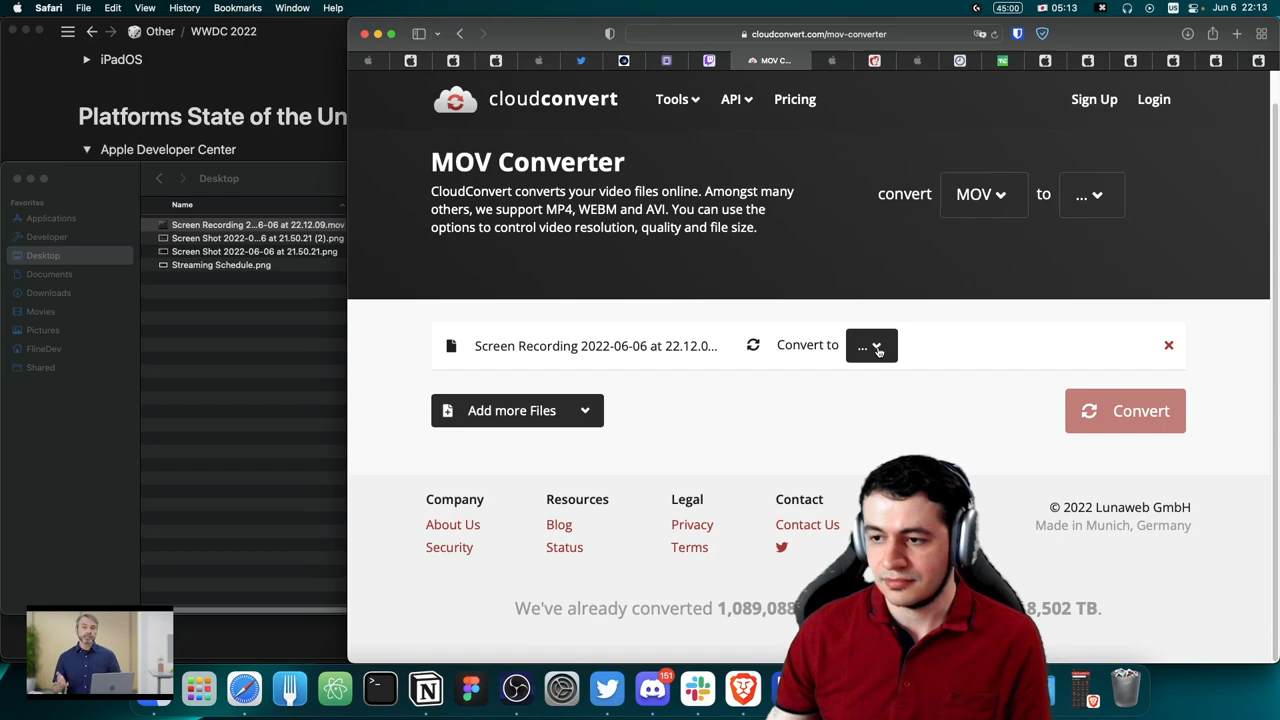 Safari File Edit View History Bookmarks Window Help
45:00 05:13 US Jun 6 22:13
Other / WWDC 2022
iPadOS
Platforms State of the Un
Apple Developer Center
Desktop
Favorites
Applications
Developer
Desktop
Documents
Downloads
Movies
Pictures
FlineDev
Shared
Name
Screen Recording 2...6-06 at 22.12.09.mov
Screen Shot 2022-0...6 at 21.50.21 (2).png
Screen Shot 2022-06-06 at 21.50.21.png
Streaming Schedule.png
cloudconvert.com/mov-converter
MOV C...
cloudconvert
Tools API Pricing
Sign Up Login
MOV Converter
CloudConvert converts your video files online. Amongst many
others, we support MP4, WEBM and AVI. You can use the
options to control video resolution, quality and file size.
convert MOV to ...
Screen Recording 2022-06-06 at 22.12.0... Convert to ...
Add more Files
Convert
Company
About Us
Security
Resources
Blog
Status
Legal
Privacy
Terms
Contact
Contact Us
© 2022 Lunaweb GmbH
Made in Munich, Germany
We've already converted 1,089,088 8,502 TB.
151